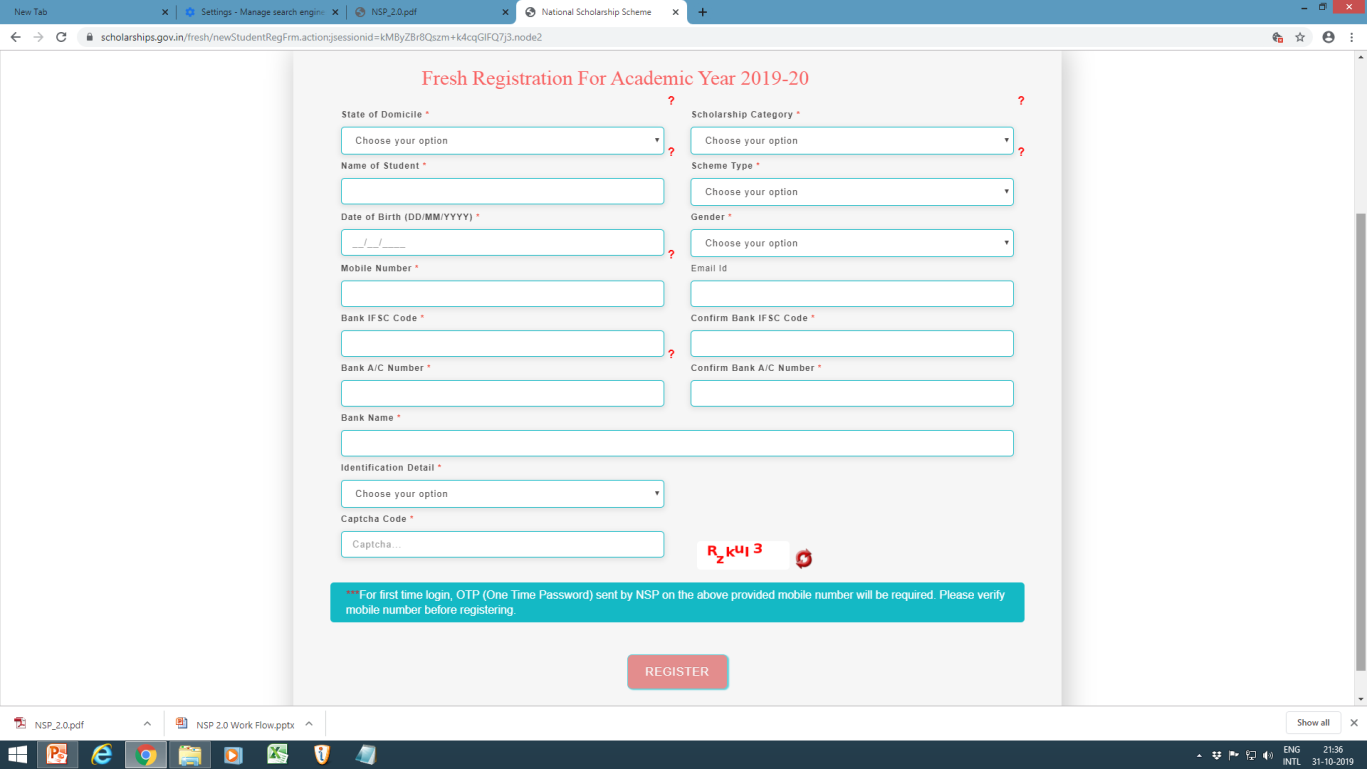 New Tab
Settings - Manage search engine
NSP_2.0.pdf
National Scholarship Scheme
scholarships.gov.in/fresh/newStudentRegFrm.action;jsessionid=kMByZBr8Qszm+k4cqGlFQ7j3.node2
Fresh Registration For Academic Year 2019-20
? ?
State of Domicile * Scholarship Category *
Choose your option Choose your option
? ?
Name of Student * Scheme Type *
Choose your option
Date of Birth (DD/MM/YYYY) * Gender *
__/__/____ Choose your option
?
Mobile Number * Email Id
Bank IFSC Code * Confirm Bank IFSC Code *
?
Bank A/C Number * Confirm Bank A/C Number *
Bank Name *
Identification Detail *
Choose your option
Captcha Code *
Captcha... Rzkul3
***For first time login, OTP (One Time Password) sent by NSP on the above provided mobile number will be required. Please verify
mobile number before registering.
REGISTER
NSP_2.0.pdf
NSP 2.0 Work Flow.pptx
Show all
ENG 21:36
INTL 31-10-2019